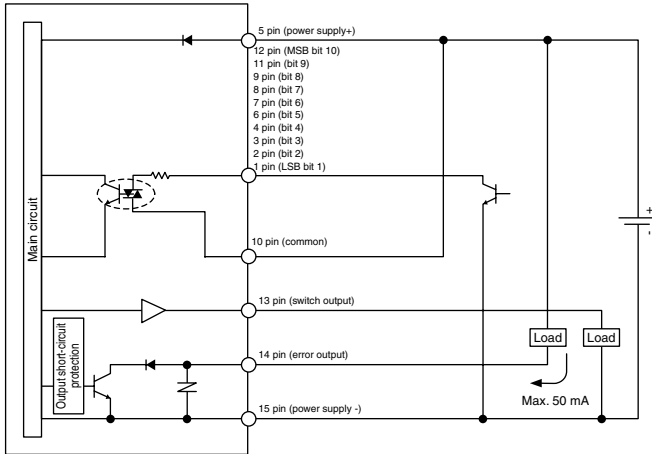 5 pin (power supply+)
12 pin (MSB bit 10)
11 pin (bit 9)
9 pin (bit 8)
8 pin (bit 7)
7 pin (bit 6)
6 pin (bit 5)
4 pin (bit 4)
3 pin (bit 3)
2 pin (bit 2)
1 pin (LSB bit 1)
Main circuit
+
-
10 pin (common)
13 pin (switch output)
Load
Load
14 pin (error output)
Output short-circuit
protection
Max. 50 mA
15 pin (power supply -)